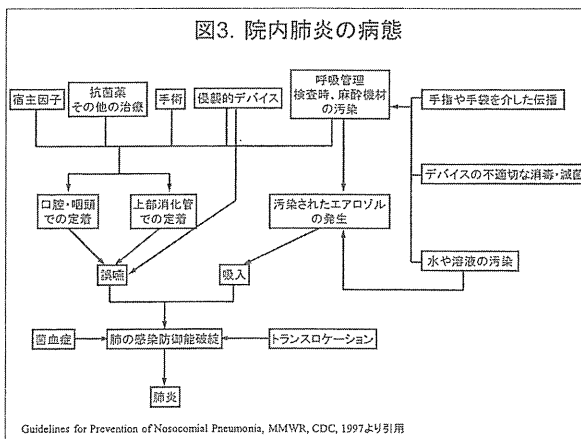 図3. 院内肺炎の病態
宿主因子
抗菌薬
その他の治療
手術
侵襲的デバイス
呼吸管理
検査時、麻酔機材
の汚染
手指や手袋を介した伝播
デバイスの不適切な消毒・滅菌
口腔・咽頭
での定着
上部消化管
での定着
汚染されたエアロゾル
の発生
水や溶液の汚染
誤嚥
吸入
菌血症
肺の感染防御能破綻
トランスロケーション
肺炎
Guidelines for Prevention of Nosocomial Pneumonia, MMWR, CDC, 1997より引用